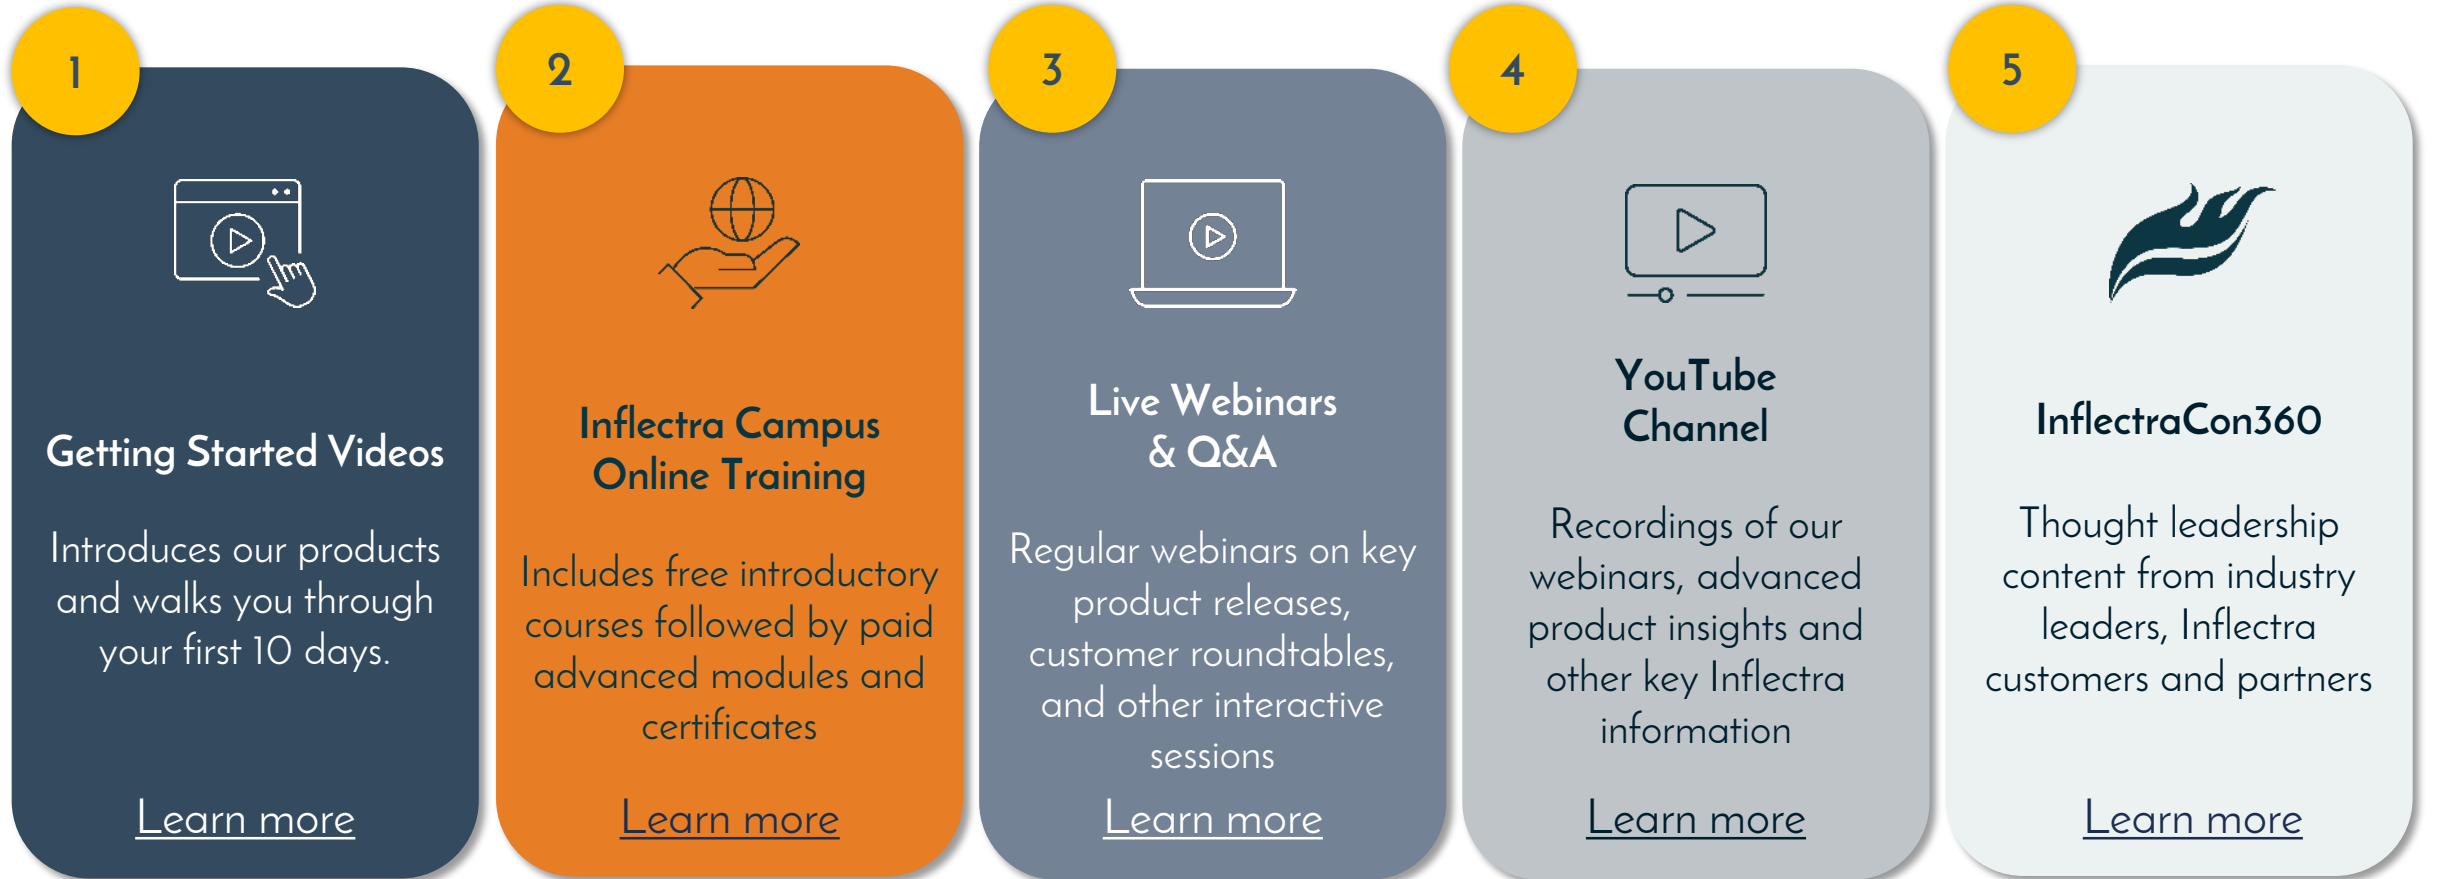 1
Getting Started Videos
Introduces our products
and walks you through
your first 10 days.
Learn more
2
Inflectra Campus
Online Training
Includes free introductory
courses followed by paid
advanced modules and
certificates
Learn more
3
Live Webinars
& Q&A
Regular webinars on key
product releases,
customer roundtables,
and other interactive
sessions
Learn more
4
YouTube
Channel
Recordings of our
webinars, advanced
product insights and
other key Inflectra
information
Learn more
5
InflectraCon360
Thought leadership
content from industry
leaders, Inflectra
customers and partners
Learn more